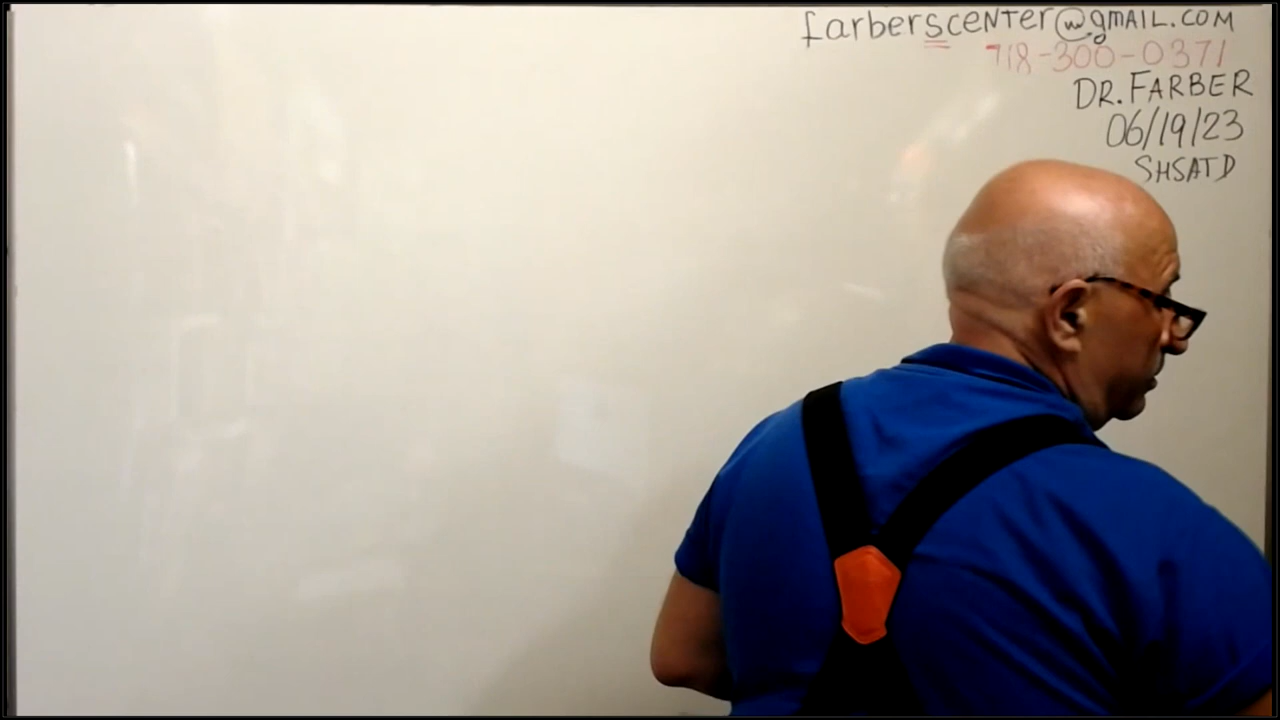 farberscenter@gmail.com
718-300-0371
DR. FARBER
06/19/23
SHSATD